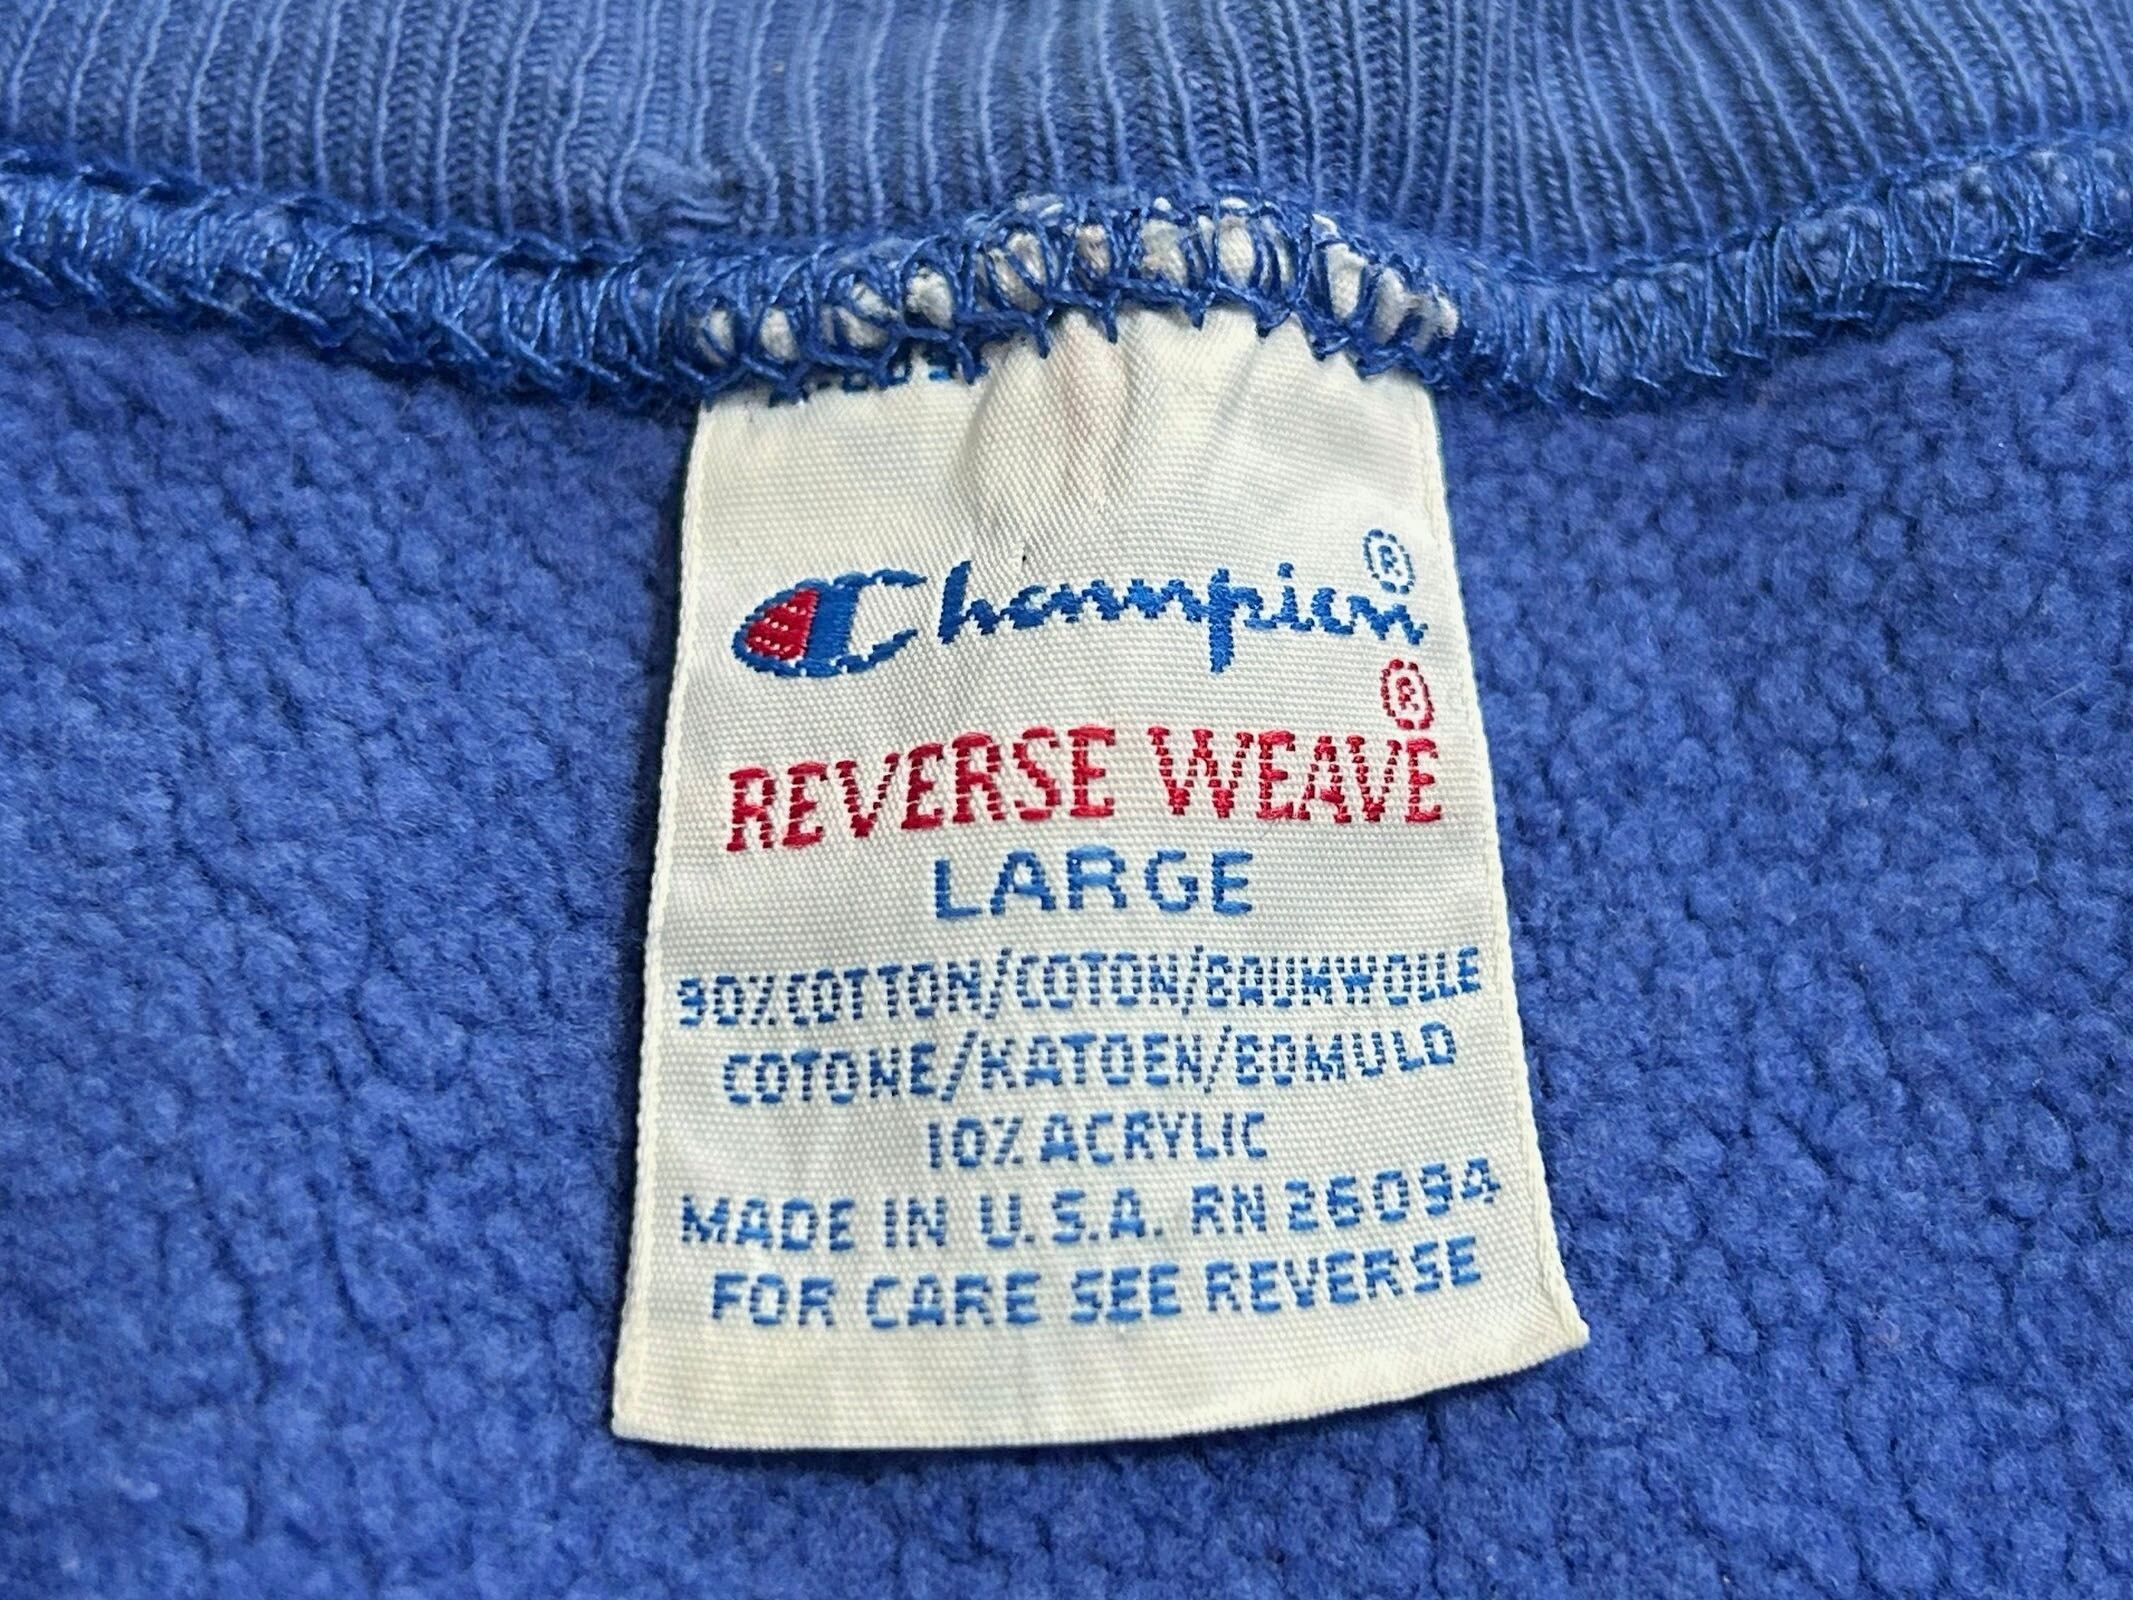 Champion®
REVERSE WEAVE®
LARGE
90% COTTON/COTON/BAUMWOLLE
COTONE/KATOEN/BOMULD
10% ACRYLIC
MADE IN U.S.A. RN 26094
FOR CARE SEE REVERSE